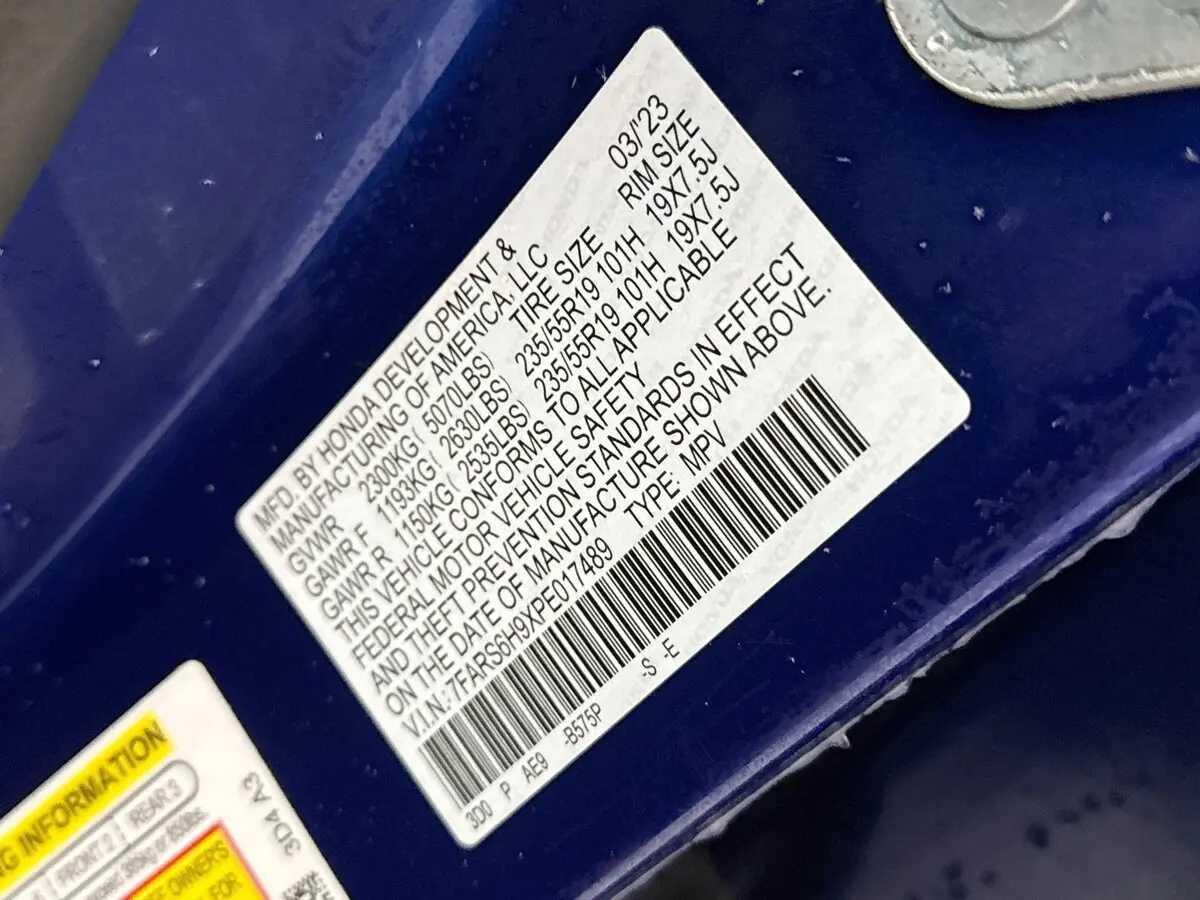 MFD. BY HONDA DEVELOPMENT &
MANUFACTURING OF AMERICA, LLC 03/'23
GVWR 2300KG( 5070LBS) TIRE SIZE RIM SIZE
GAWR F 1193KG( 2630LBS) 235/55R19 101H 19X7.5J
GAWR R 1150KG( 2535LBS) 235/55R19 101H 19X7.5J
THIS VEHICLE CONFORMS TO ALL APPLICABLE
FEDERAL MOTOR VEHICLE SAFETY
AND THEFT PREVENTION STANDARDS IN EFFECT
ON THE DATE OF MANUFACTURE SHOWN ABOVE.
V.I.N.: 7FARS6H9XPE017489 TYPE: MPV
3D0 P AE9 -B575P -S -E
NG INFORMATION
FRONT 2 | REAR 3
3D4 A3
OWNER'S
FOR